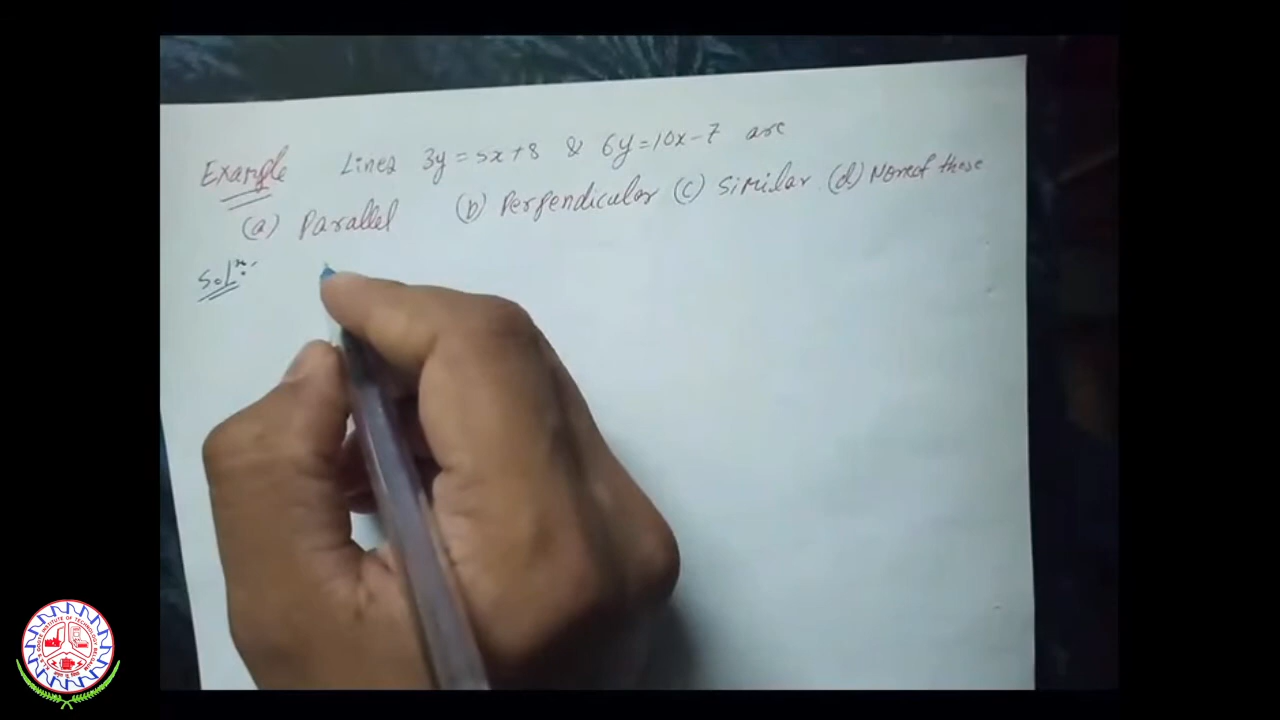 Example Lines 3y = 5x+8 & 6y=10x-7 are
(a) Parallel (b) Perpendicular (c) Similar (d) None of these
Solⁿ:-